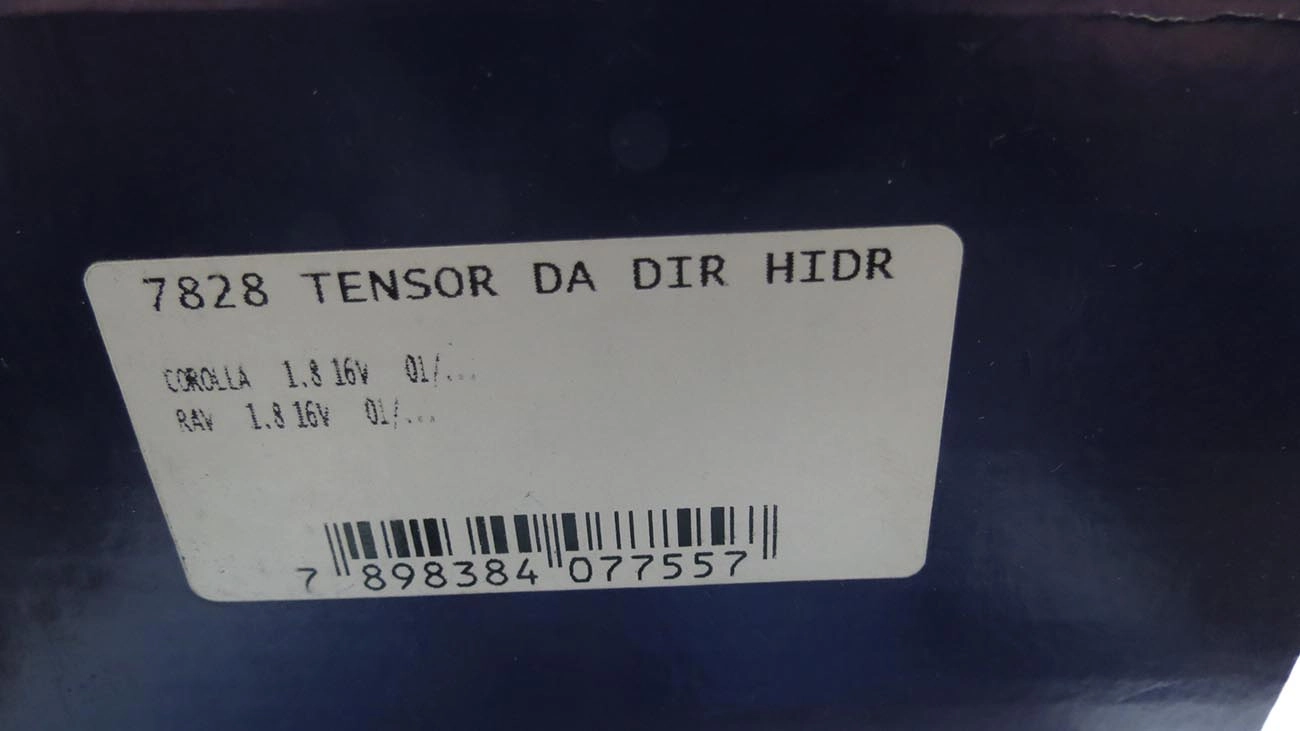 7828 TENSOR DA DIR HIDR
COROLLA 1.8 16V 01/...
RAV 1.8 16V 01/...
7 898384 077557